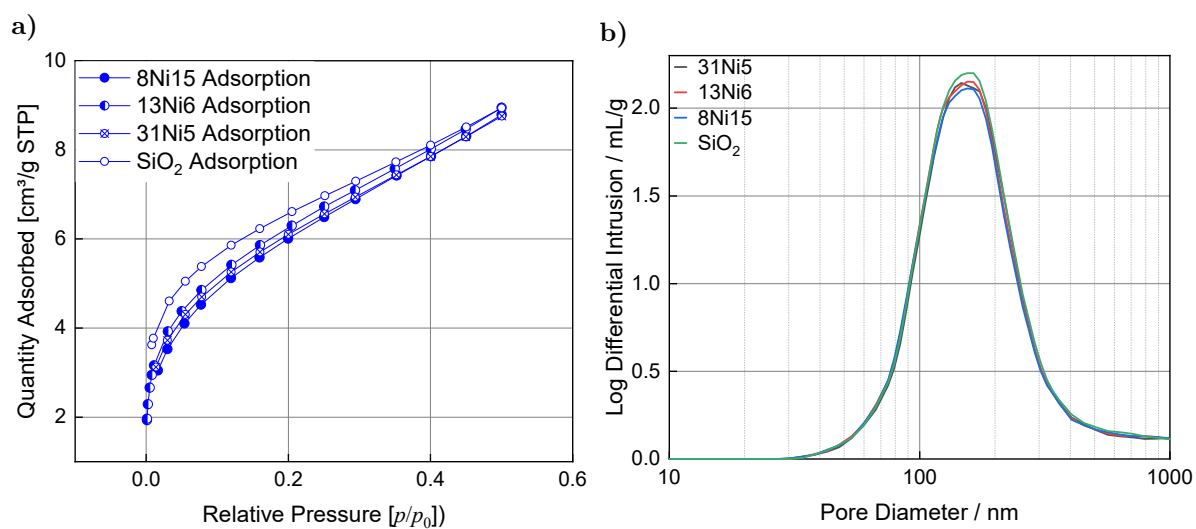 a)
10
8
6
4
2
Quantity Adsorbed [cm³/g STP]
8Ni15 Adsorption
13Ni6 Adsorption
31Ni5 Adsorption
SiO₂ Adsorption
0.0 0.2 0.4 0.6
Relative Pressure [p/p₀])
b)
2.0
1.5
1.0
0.5
0.0
Log Differential Intrusion / mL/g
31Ni5
13Ni6
8Ni15
SiO₂
10 100 1000
Pore Diameter / nm